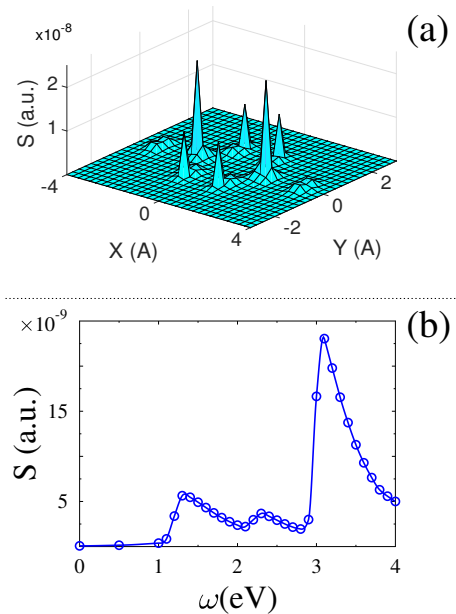 (a)
x10⁻⁸
S (a.u.)
2
1
-4
0
4
X (A)
-2
0
2
Y (A)
(b)
×10⁻⁹
S (a.u.)
15
5
0
1
2
3
4
ω(eV)